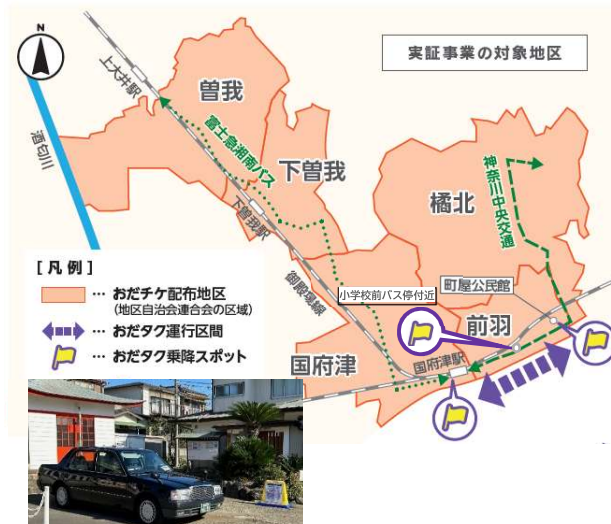 N
実証事業の対象地区
上大井駅
曽我
酒匂川
富士急湘南バス
下曽我
下曽我駅
橘北
神奈川中央交通
御殿場線
小学校前バス停付近
町屋公民館
前羽
国府津
国府津駅
[凡例]
… おだチケ配布地区
(地区自治会連合会の区域)
… おだタク運行区間
… おだタク乗降スポット